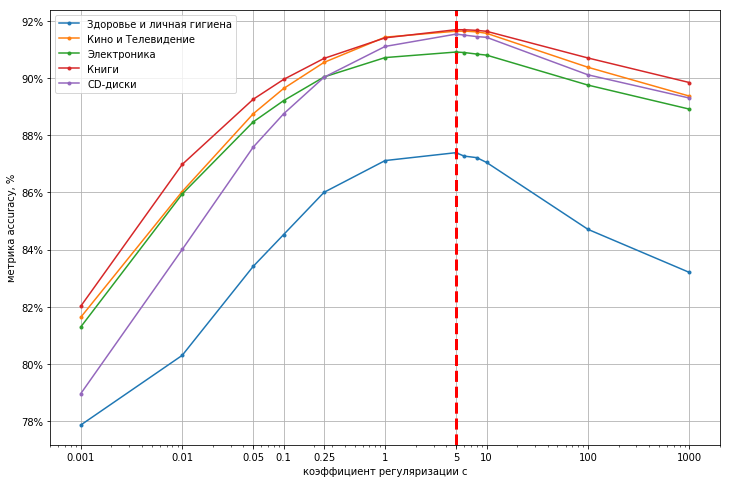 Здоровье и личная гигиена
Кино и Телевидение
Электроника
Книги
CD-диски
92%
90%
88%
86%
84%
82%
80%
78%
метрика accuracy, %
0.001 0.01 0.05 0.1 0.25 1 5 10 100 1000
коэффициент регуляризации c